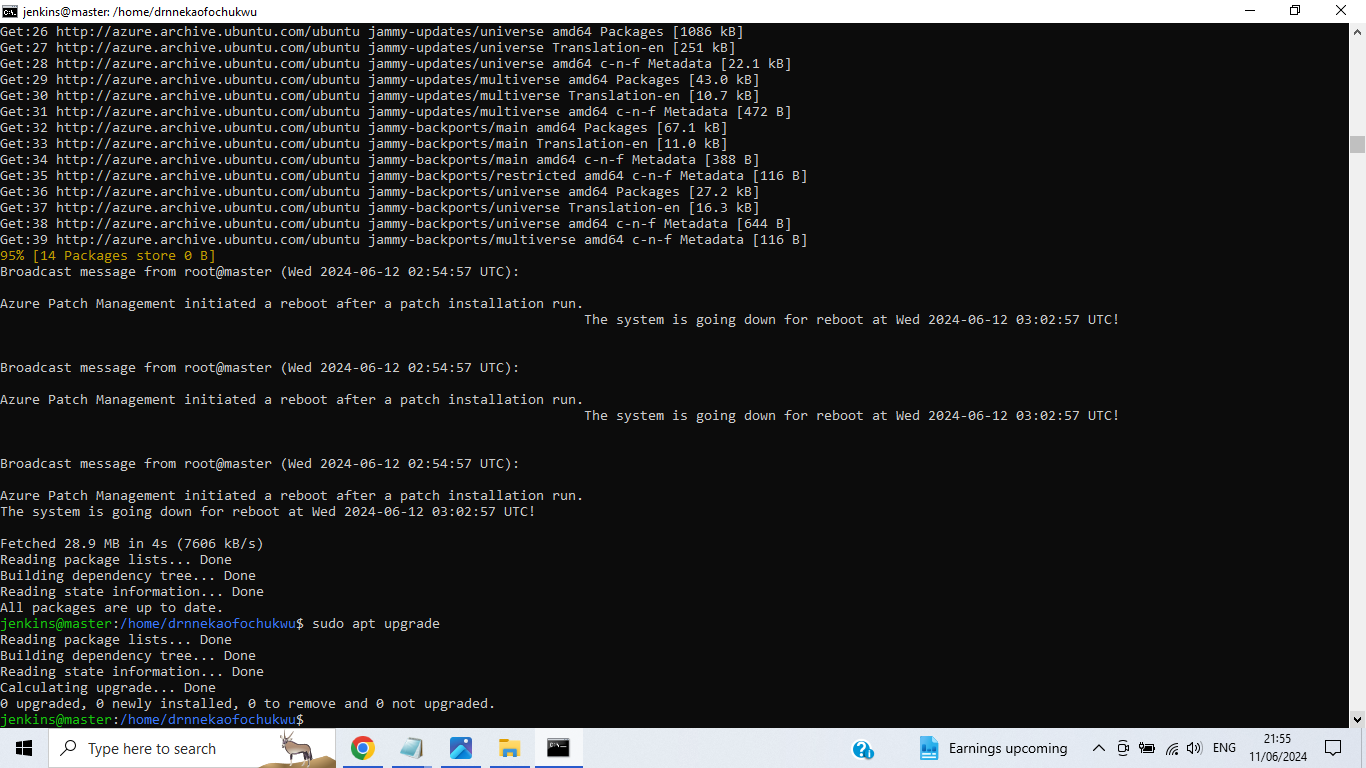 jenkins@master: /home/drnnekaofochukwu
Get:26 http://azure.archive.ubuntu.com/ubuntu jammy-updates/universe amd64 Packages [1086 kB]
Get:27 http://azure.archive.ubuntu.com/ubuntu jammy-updates/universe Translation-en [251 kB]
Get:28 http://azure.archive.ubuntu.com/ubuntu jammy-updates/universe amd64 c-n-f Metadata [22.1 kB]
Get:29 http://azure.archive.ubuntu.com/ubuntu jammy-updates/multiverse amd64 Packages [43.0 kB]
Get:30 http://azure.archive.ubuntu.com/ubuntu jammy-updates/multiverse Translation-en [10.7 kB]
Get:31 http://azure.archive.ubuntu.com/ubuntu jammy-updates/multiverse amd64 c-n-f Metadata [472 B]
Get:32 http://azure.archive.ubuntu.com/ubuntu jammy-backports/main amd64 Packages [67.1 kB]
Get:33 http://azure.archive.ubuntu.com/ubuntu jammy-backports/main Translation-en [11.0 kB]
Get:34 http://azure.archive.ubuntu.com/ubuntu jammy-backports/main amd64 c-n-f Metadata [388 B]
Get:35 http://azure.archive.ubuntu.com/ubuntu jammy-backports/restricted amd64 c-n-f Metadata [116 B]
Get:36 http://azure.archive.ubuntu.com/ubuntu jammy-backports/universe amd64 Packages [27.2 kB]
Get:37 http://azure.archive.ubuntu.com/ubuntu jammy-backports/universe Translation-en [16.3 kB]
Get:38 http://azure.archive.ubuntu.com/ubuntu jammy-backports/universe amd64 c-n-f Metadata [644 B]
Get:39 http://azure.archive.ubuntu.com/ubuntu jammy-backports/multiverse amd64 c-n-f Metadata [116 B]
95% [14 Packages store 0 B]
Broadcast message from root@master (Wed 2024-06-12 02:54:57 UTC):
Azure Patch Management initiated a reboot after a patch installation run.
The system is going down for reboot at Wed 2024-06-12 03:02:57 UTC!
Broadcast message from root@master (Wed 2024-06-12 02:54:57 UTC):
Azure Patch Management initiated a reboot after a patch installation run.
The system is going down for reboot at Wed 2024-06-12 03:02:57 UTC!
Broadcast message from root@master (Wed 2024-06-12 02:54:57 UTC):
Azure Patch Management initiated a reboot after a patch installation run.
The system is going down for reboot at Wed 2024-06-12 03:02:57 UTC!
Fetched 28.9 MB in 4s (7606 kB/s)
Reading package lists... Done
Building dependency tree... Done
Reading state information... Done
All packages are up to date.
jenkins@master:/home/drnnekaofochukwu$ sudo apt upgrade
Reading package lists... Done
Building dependency tree... Done
Reading state information... Done
Calculating upgrade... Done
0 upgraded, 0 newly installed, 0 to remove and 0 not upgraded.
jenkins@master:/home/drnnekaofochukwu$
Type here to search
Earnings upcoming
ENG
21:55
11/06/2024